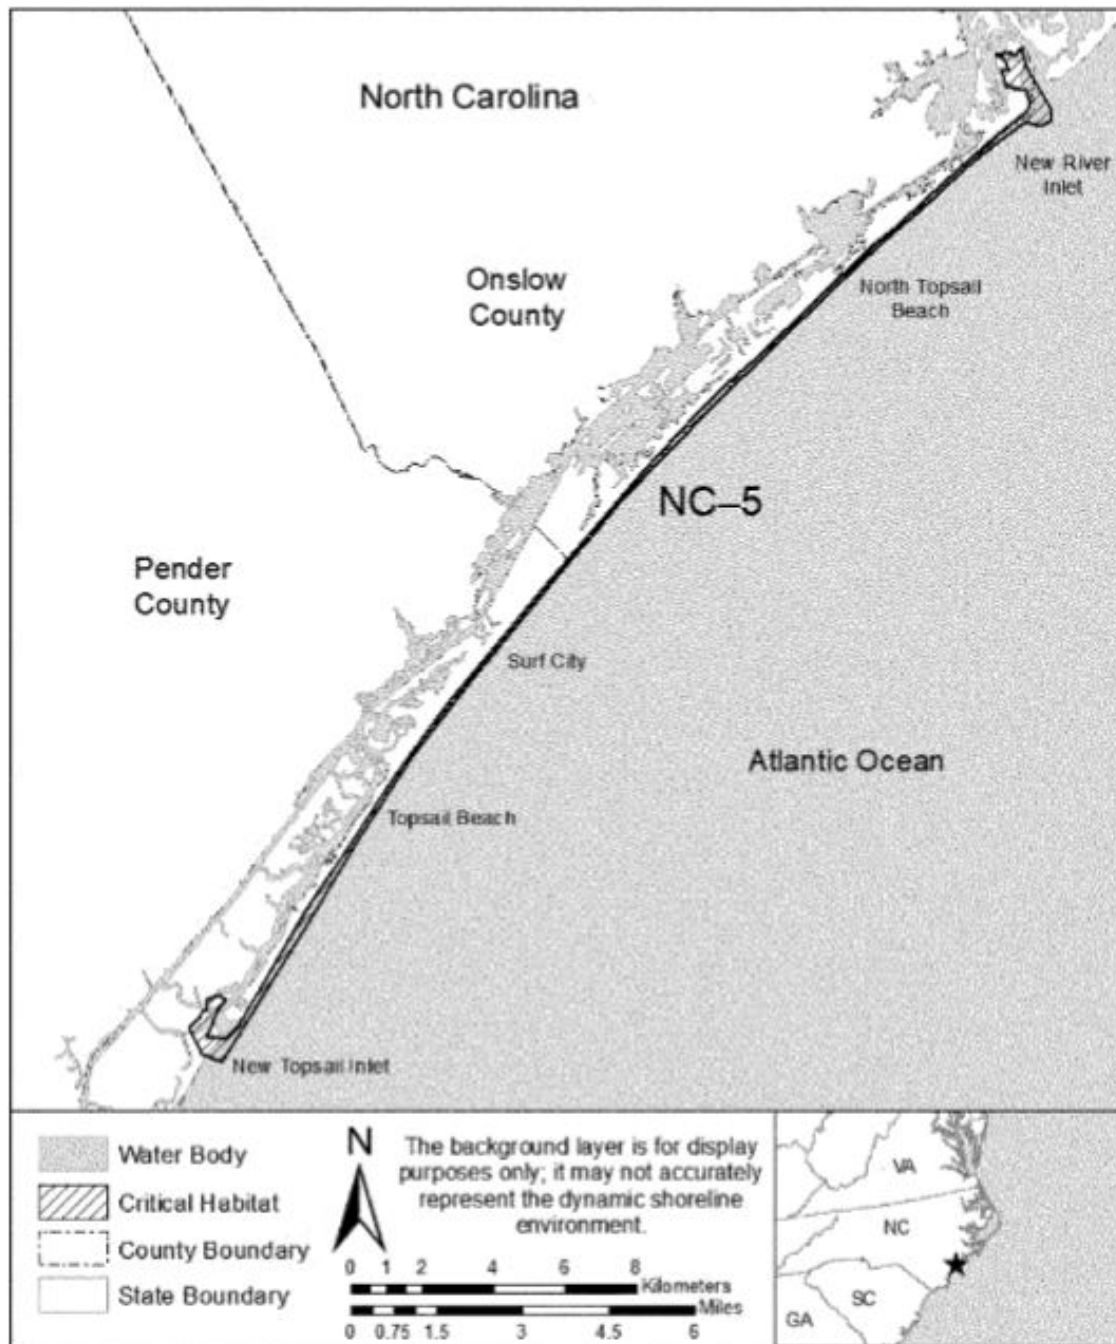 North Carolina
New River
Inlet
Onslow
County
North Topsail
Beach
NC–5
Pender
County
Surf City
Atlantic Ocean
Topsail Beach
New Topsail Inlet
Water Body
Critical Habitat
County Boundary
State Boundary
N
The background layer is for display
purposes only; it may not accurately
represent the dynamic shoreline
environment.
0 1 2 4 6 8
Kilometers
Miles
0 0.75 1.5 3 4.5 6
VA
NC
SC
GA